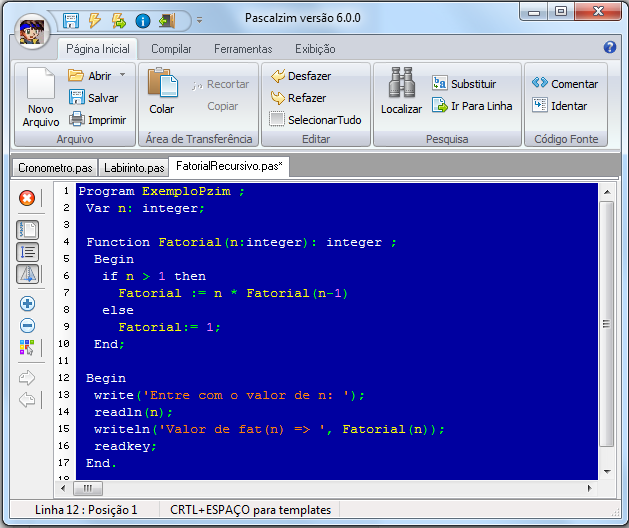 Pascalzim versão 6.0.0
Página Inicial Compilar Ferramentas Exibição
Novo Arquivo
Abrir
Salvar
Imprimir
Arquivo
Colar
Recortar
Copiar
Área de Transferência
Desfazer
Refazer
SelecionarTudo
Editar
Localizar
Substituir
Ir Para Linha
Pesquisa
Comentar
Identar
Código Fonte
Cronometro.pas Labirinto.pas FatorialRecursivo.pas*
1 Program ExemploPzim ;
2 Var n: integer;
3
4 Function Fatorial(n:integer): integer ;
5 Begin
6 if n > 1 then
7 Fatorial := n * Fatorial(n-1)
8 else
9 Fatorial:= 1;
10 End;
11
12 Begin
13 write('Entre com o valor de n: ');
14 readln(n);
15 writeln('Valor de fat(n) => ', Fatorial(n));
16 readkey;
17 End.
Linha 12 : Posição 1 CRTL+ESPAÇO para templates